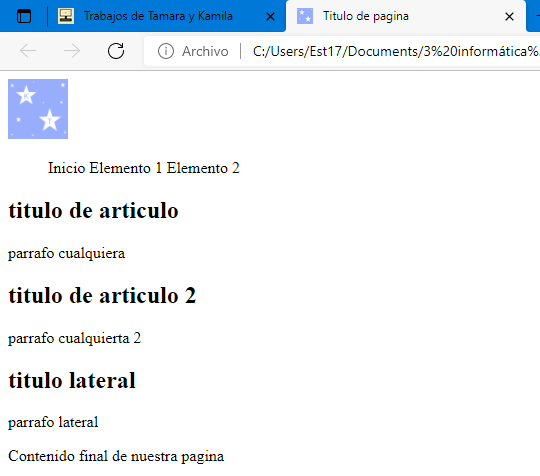 Trabajos de Tamara y Kamila
Titulo de pagina
Archivo
C:/Users/Est17/Documents/3%20informática%
Inicio Elemento 1 Elemento 2
titulo de articulo
parrafo cualquiera
titulo de articulo 2
parrafo cualquierta 2
titulo lateral
parrafo lateral
Contenido final de nuestra pagina